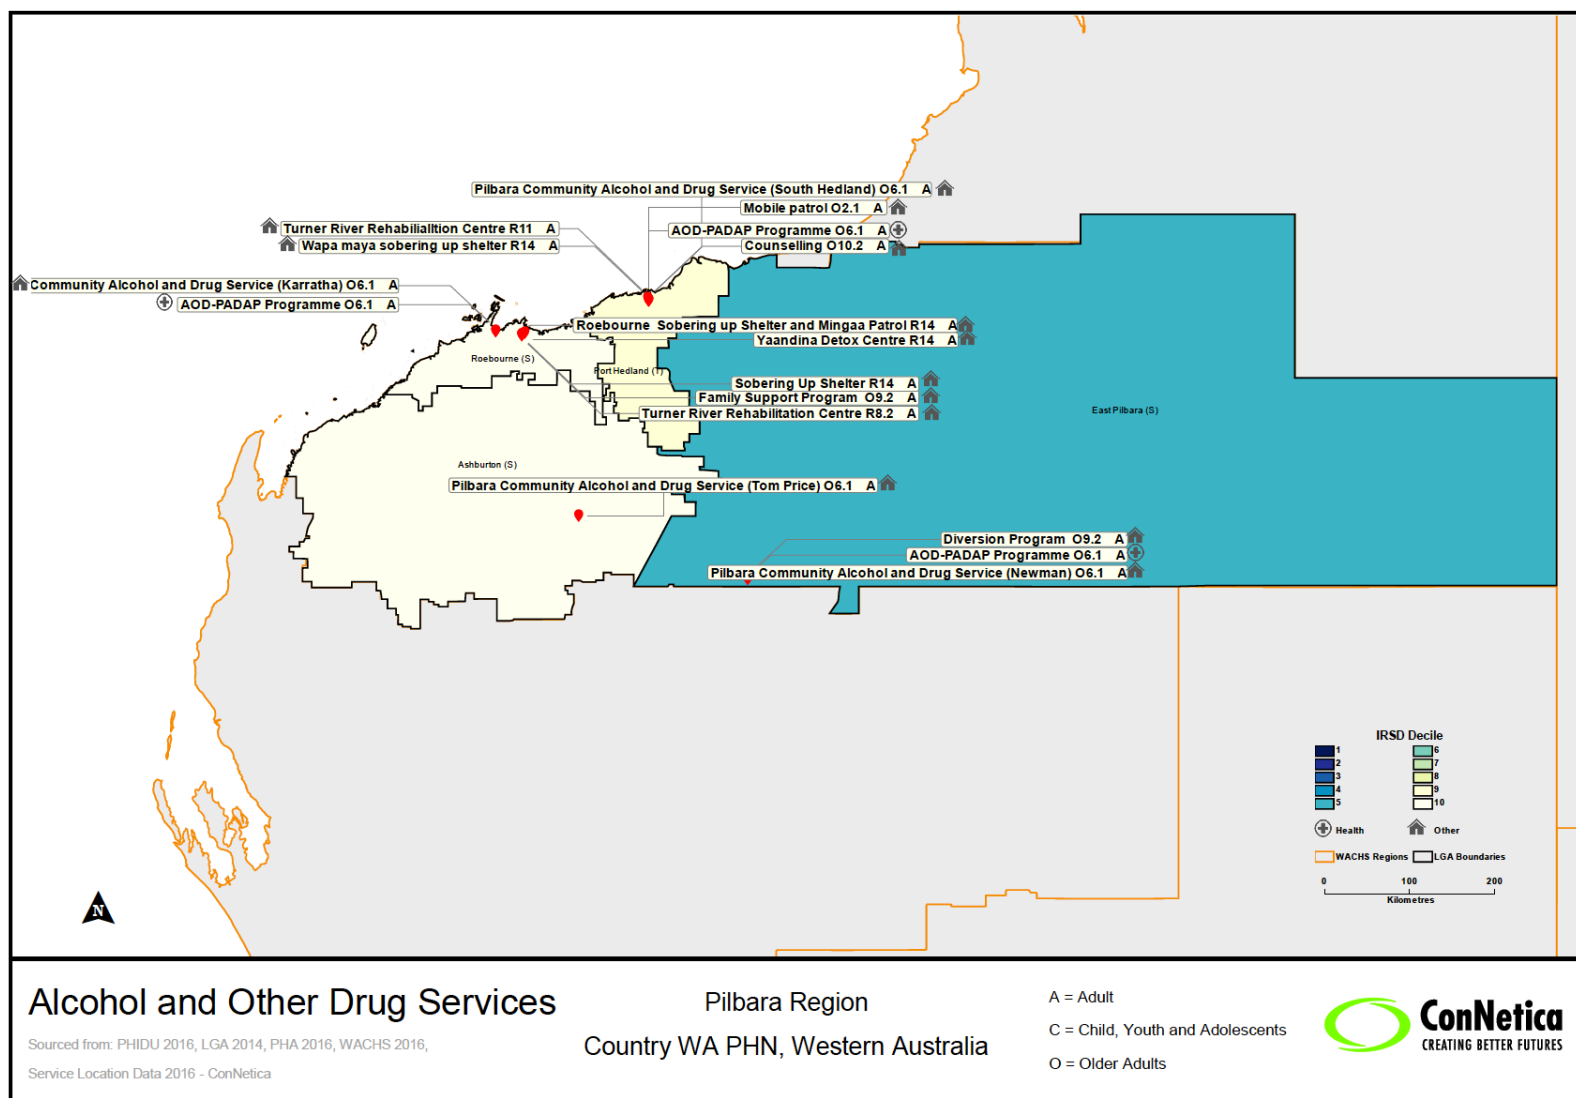 Pilbara Community Alcohol and Drug Service (South Hedland) O6.1 A
Mobile patrol O2.1 A
Turner River Rehabilialltion Centre R11 A
AOD-PADAP Programme O6.1 A
Wapa maya sobering up shelter R14 A
Counselling O10.2 A
Community Alcohol and Drug Service (Karratha) O6.1 A
AOD-PADAP Programme O6.1 A
Roebourne Sobering up Shelter and Mingaa Patrol R14 A
Yaandina Detox Centre R14 A
Roebourne (S)
Port Hedland (T)
Sobering Up Shelter R14 A
Family Support Program O9.2 A
Turner River Rehabilitation Centre R8.2 A
East Pilbara (S)
Ashburton (S)
Pilbara Community Alcohol and Drug Service (Tom Price) O6.1 A
Diversion Program O9.2 A
AOD-PADAP Programme O6.1 A
Pilbara Community Alcohol and Drug Service (Newman) O6.1 A
IRSD Decile
1 6
2 7
3 8
4 9
5 10
Health Other
WACHS Regions LGA Boundaries
0 100 200
Kilometres
N
Alcohol and Other Drug Services
Sourced from: PHIDU 2016, LGA 2014, PHA 2016, WACHS 2016,
Service Location Data 2016 - ConNetica
Pilbara Region
Country WA PHN, Western Australia
A = Adult
C = Child, Youth and Adolescents
O = Older Adults
ConNetica
CREATING BETTER FUTURES